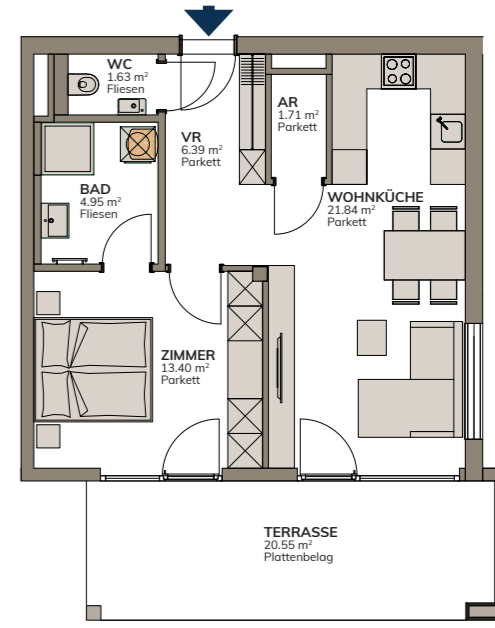 WC
1.63 m²
Fliesen
AR
1.71 m²
Parkett
VR
6.39 m²
Parkett
BAD
4.95 m²
Fliesen
WOHNKÜCHE
21.84 m²
Parkett
ZIMMER
13.40 m²
Parkett
TERRASSE
20.55 m²
Plattenbelag